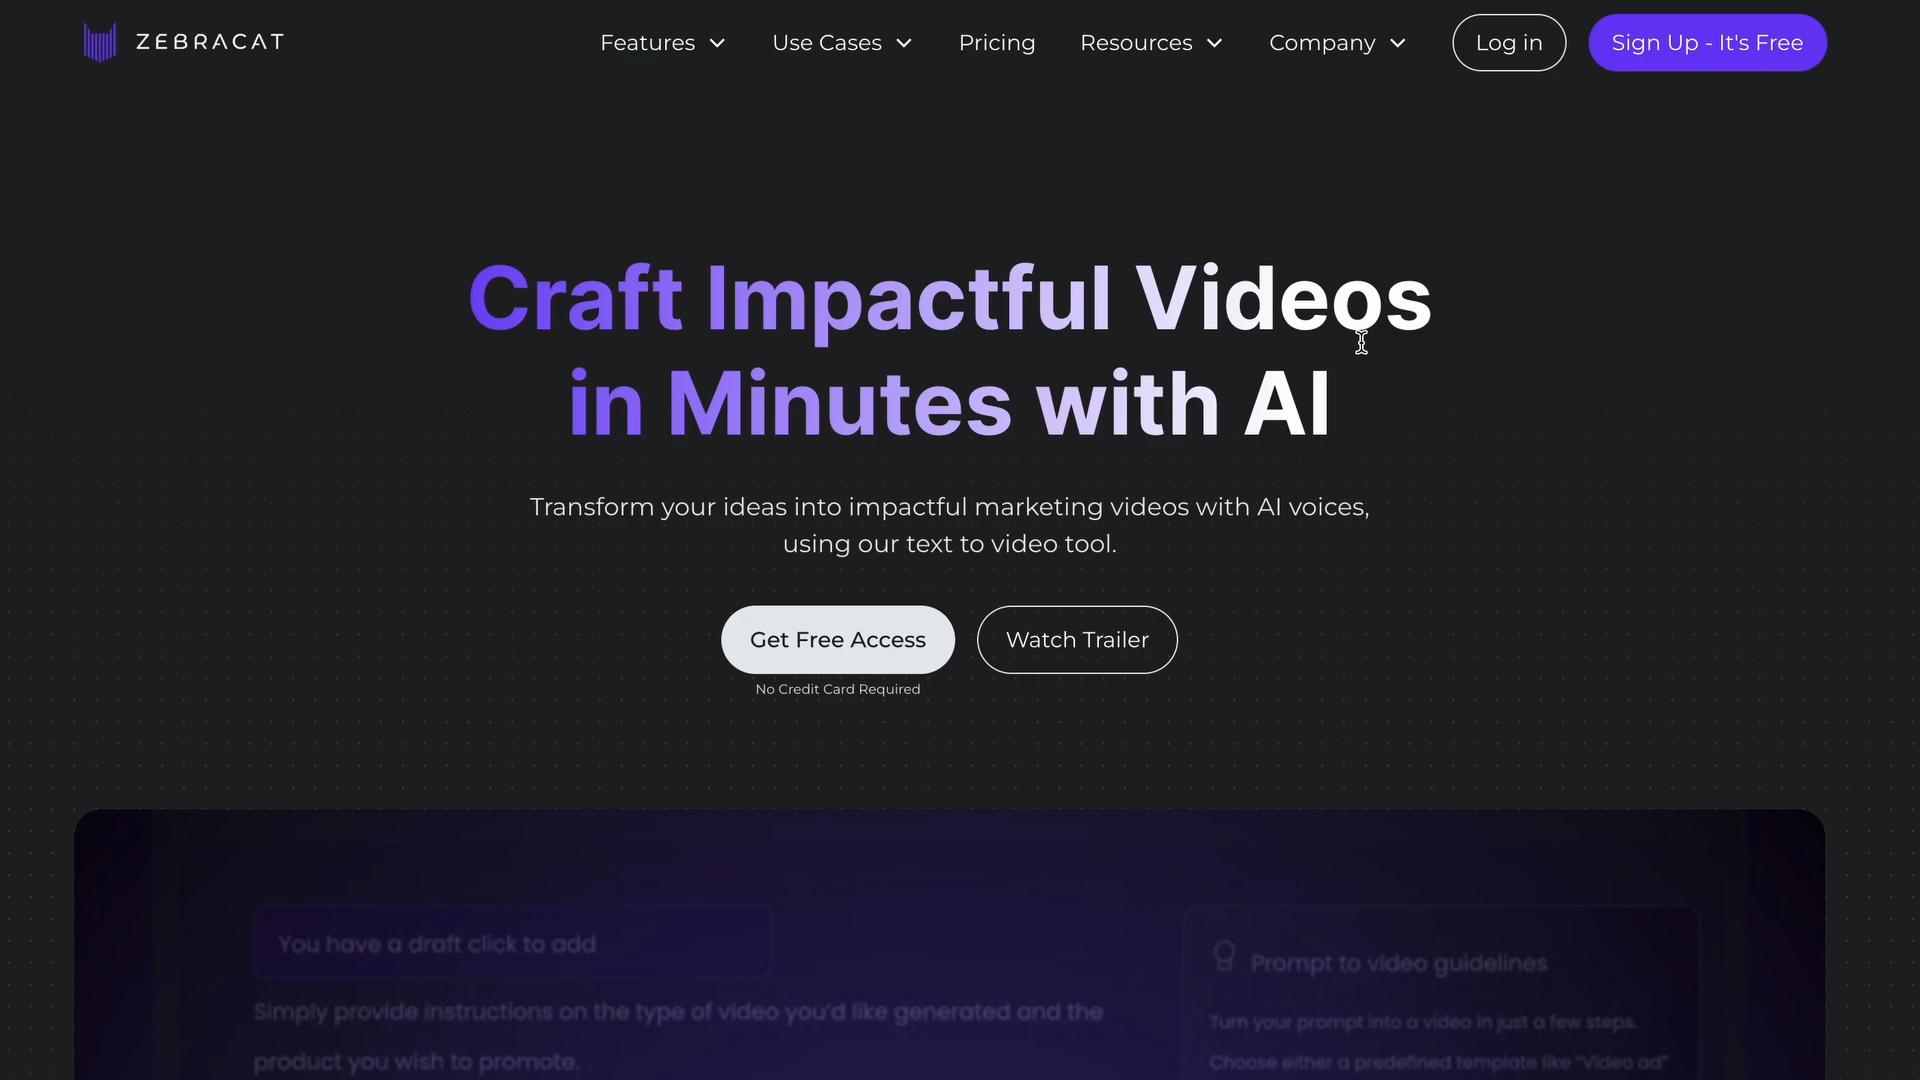 ZEBRACAT
Features
Use Cases
Pricing
Resources
Company
Log in
Sign Up - It's Free
Craft Impactful Videos
in Minutes with AI
Transform your ideas into impactful marketing videos with AI voices,
using our text to video tool.
Get Free Access
Watch Trailer
No Credit Card Required
You have a draft click to add
Simply provide instructions on the type of video you'd like generated and the
product you wish to promote.
Prompt to video guidelines
Turn your prompt into a video in just a few steps.
Choose either a predefined template like "Video ad"